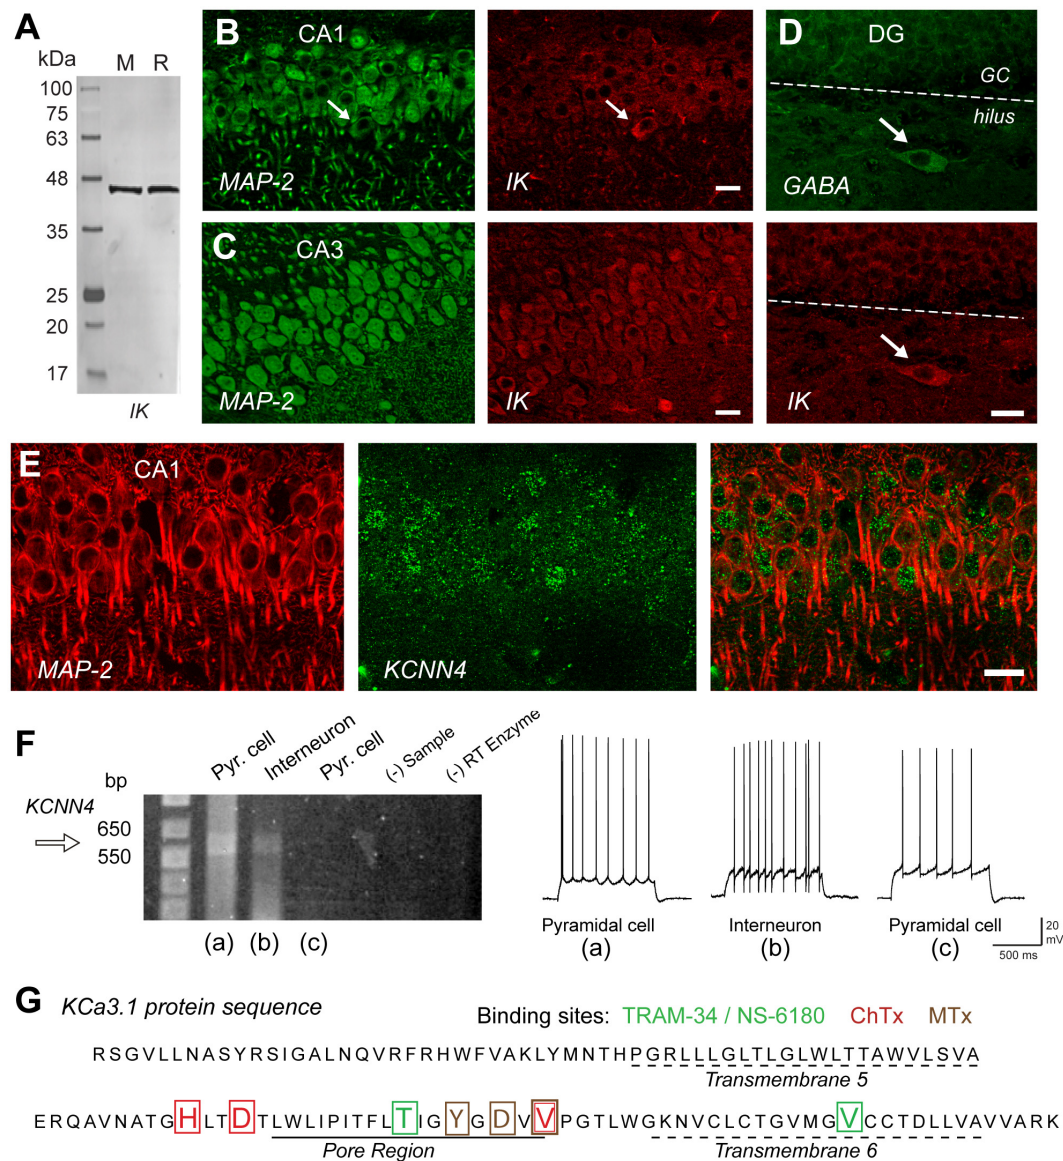 A
kDa
M R
100
75
63
48
35
25
20
17
IK
B
CA1
MAP-2
IK
D
DG
GC
hilus
GABA
C
CA3
MAP-2
IK
IK
E
CA1
MAP-2
KCNN4
F
Pyr. cell
Interneuron
Pyr. cell
(-) Sample
(-) RT Enzyme
bp
KCNN4
650
550
(a) (b) (c)
Pyramidal cell
(a)
Interneuron
(b)
Pyramidal cell
(c)
20
mV
500 ms
G KCa3.1 protein sequence
Binding sites: TRAM-34 / NS-6180 ChTx MTx
RSGVLLNASYRSIGALNQVRFRHWFVAKLYMNTHPGRLLLGLTLGLWLTTAWVLSVA
Transmembrane 5
ERQAVNATGHLTDTLWLIPITFLTIGYGDVVPGTLWGKNVCLCTGVMGVCCTDLLVAVVARK
Pore Region
Transmembrane 6